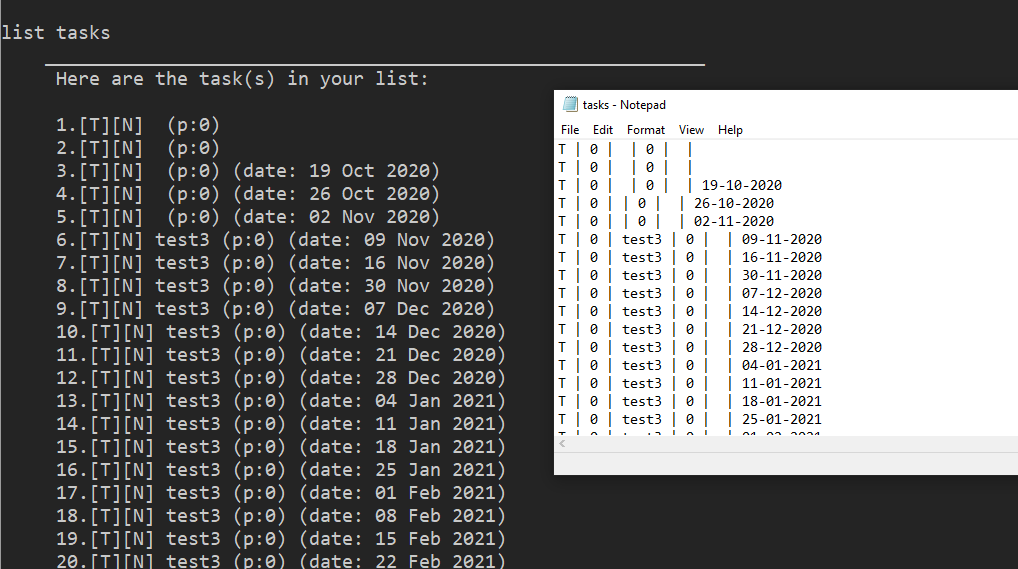 list tasks
Here are the task(s) in your list:
1.[T][N]  (p:0)
2.[T][N]  (p:0)
3.[T][N]  (p:0) (date: 19 Oct 2020)
4.[T][N]  (p:0) (date: 26 Oct 2020)
5.[T][N]  (p:0) (date: 02 Nov 2020)
6.[T][N] test3 (p:0) (date: 09 Nov 2020)
7.[T][N] test3 (p:0) (date: 16 Nov 2020)
8.[T][N] test3 (p:0) (date: 30 Nov 2020)
9.[T][N] test3 (p:0) (date: 07 Dec 2020)
10.[T][N] test3 (p:0) (date: 14 Dec 2020)
11.[T][N] test3 (p:0) (date: 21 Dec 2020)
12.[T][N] test3 (p:0) (date: 28 Dec 2020)
13.[T][N] test3 (p:0) (date: 04 Jan 2021)
14.[T][N] test3 (p:0) (date: 11 Jan 2021)
15.[T][N] test3 (p:0) (date: 18 Jan 2021)
16.[T][N] test3 (p:0) (date: 25 Jan 2021)
17.[T][N] test3 (p:0) (date: 01 Feb 2021)
18.[T][N] test3 (p:0) (date: 08 Feb 2021)
19.[T][N] test3 (p:0) (date: 15 Feb 2021)
20.[T][N] test3 (p:0) (date: 22 Feb 2021)
tasks - Notepad
File Edit Format View Help
T | 0 |  | 0 |  |
T | 0 |  | 0 |  |
T | 0 |  | 0 |  | 19-10-2020
T | 0 | | 0 |  | 26-10-2020
T | 0 | | 0 |  | 02-11-2020
T | 0 | test3 | 0 |  | 09-11-2020
T | 0 | test3 | 0 |  | 16-11-2020
T | 0 | test3 | 0 |  | 30-11-2020
T | 0 | test3 | 0 |  | 07-12-2020
T | 0 | test3 | 0 |  | 14-12-2020
T | 0 | test3 | 0 |  | 21-12-2020
T | 0 | test3 | 0 |  | 28-12-2020
T | 0 | test3 | 0 |  | 04-01-2021
T | 0 | test3 | 0 |  | 11-01-2021
T | 0 | test3 | 0 |  | 18-01-2021
T | 0 | test3 | 0 |  | 25-01-2021